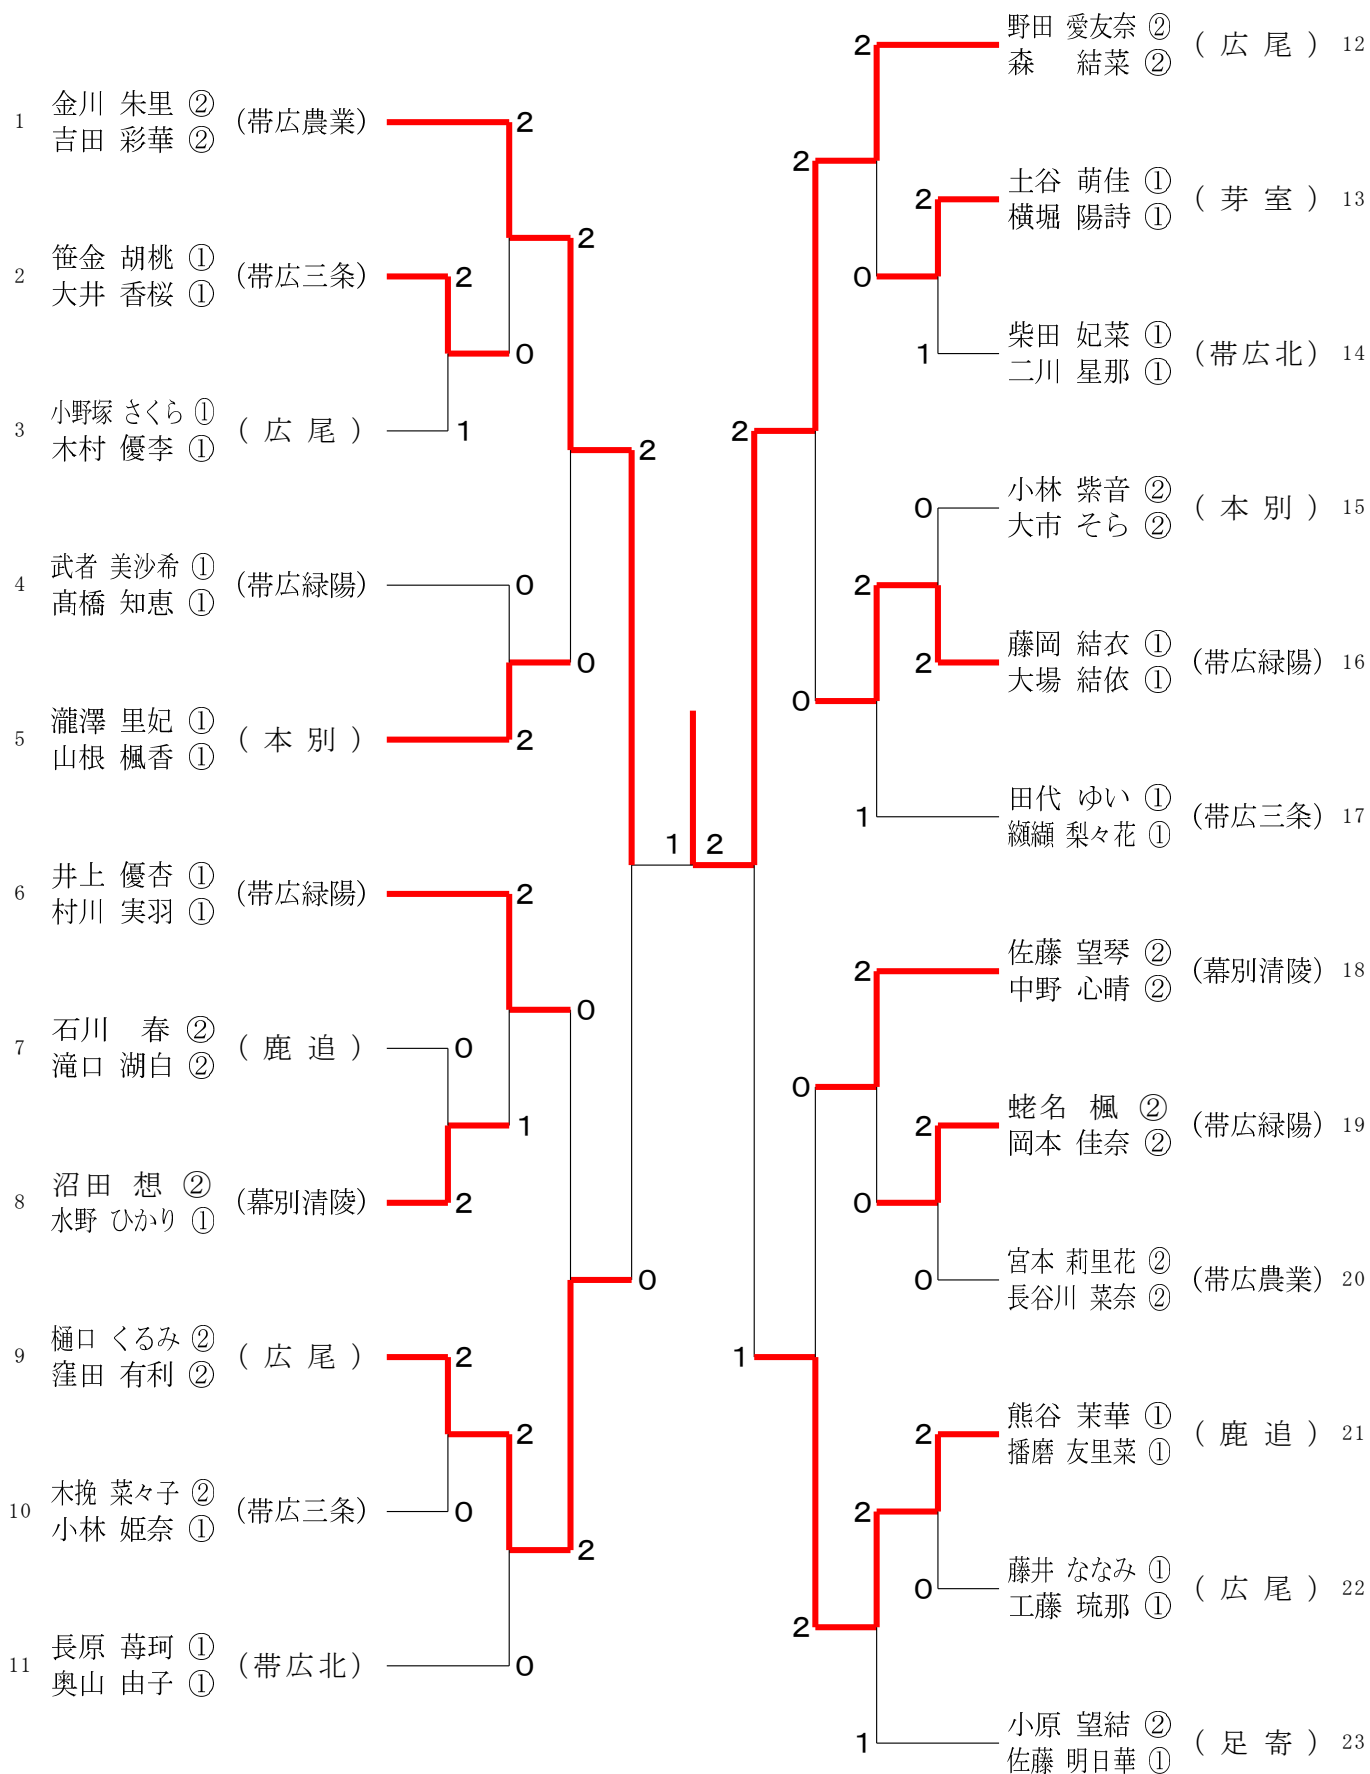 1 金川 朱里 ② (帯広農業) 2
吉田 彩華 ②
2 笹金 胡桃 ① (帯広三条) 2
大井 香桜 ①
2
0
3 小野塚 さくら ① ( 広 尾 ) 1
木村 優李 ①
2
4 武者 美沙希 ① (帯広緑陽) 0
髙橋 知恵 ①
0
5 瀧澤 里妃 ① ( 本 別 ) 2
山根 楓香 ①
6 井上 優杏 ① (帯広緑陽) 2
村川 実羽 ①
0
7 石川 春 ② ( 鹿 追 ) 0
滝口 湖白 ②
1
8 沼田 想 ② (幕別清陵) 2
水野 ひかり ①
0
9 樋口 くるみ ② ( 広 尾 ) 2
窪田 有利 ②
2
10 木挽 菜々子 ② (帯広三条) 0
小林 姫奈 ①
2
11 長原 苺珂 ① (帯広北) 0
奥山 由子 ①
1 2
2 野田 愛友奈 ② ( 広 尾 ) 12
森 結菜 ②
2
2 土谷 萌佳 ① ( 芽 室 ) 13
横堀 陽詩 ①
0
1 柴田 妃菜 ① (帯広北) 14
二川 星那 ①
2
0 小林 紫音 ② ( 本 別 ) 15
大市 そら ②
2
2 藤岡 結衣 ① (帯広緑陽) 16
大場 結依 ①
0
1 田代 ゆい ① (帯広三条) 17
纐纈 梨々花 ①
2 佐藤 望琴 ② (幕別清陵) 18
中野 心晴 ②
0
2 蛯名 楓 ② (帯広緑陽) 19
岡本 佳奈 ②
0
0 宮本 莉里花 ② (帯広農業) 20
長谷川 菜奈 ②
1
2 熊谷 茉華 ① ( 鹿 追 ) 21
播磨 友里菜 ①
2
0 藤井 ななみ ① ( 広 尾 ) 22
工藤 琉那 ①
2
1 小原 望結 ② ( 足 寄 ) 23
佐藤 明日華 ①